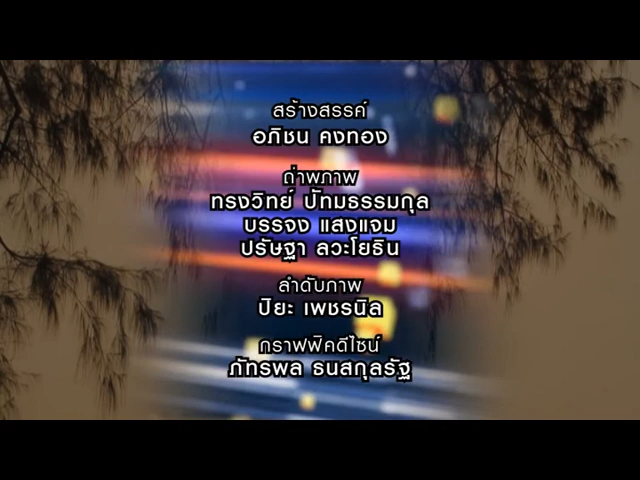 สร้างสรรค์
อภิชน คงทอง
ถ่าพภาพ
ทรงวิทย์ ปัทมธรรมกุล
บรรจง แสงแจม
ปรัษฐา ลวะโยธิน
ลำดับภาพ
ปิยะ เพชรนิล
กราฟฟิคดีไซน์
ภัทรพล ธนสกุลรัฐ